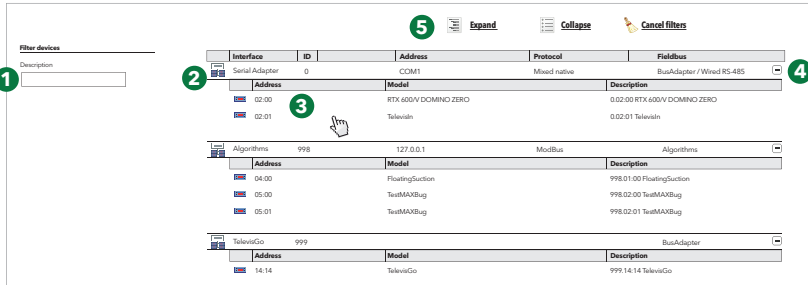 5 Expand Collapse Cancel filters
Filter devices
Description
1
Interface ID Address Protocol Fieldbus
2 Serial Adapter 0 COM1 Mixed native BusAdapter / Wired RS-485 4
Address Model Description
02:00 3 RTX 600/V DOMINO ZERO 0.02:00 RTX 600/V DOMINO ZERO
02:01 TelevisIn 0.02:01 TelevisIn
Algorithms 998 127.0.0.1 ModBus Algorithms
Address Model Description
04:00 FloatingSuction 998.01:00 FloatingSuction
05:00 TestMAXBug 998.02:00 TestMAXBug
05:01 TestMAXBug 998.02:01 TestMAXBug
TelevisGo 999 BusAdapter
Address Model Description
14:14 TelevisGo 999.14:14 TelevisGo